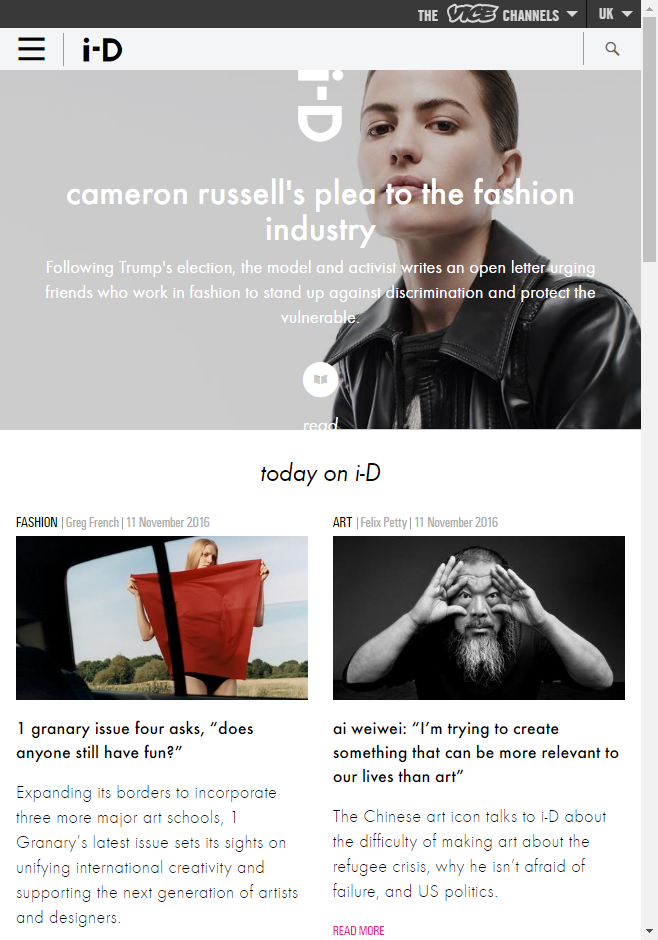 THE VICE CHANNELS UK
i-D
i-D
cameron russell's plea to the fashion
industry
Following Trump's election, the model and activist writes an open letter urging
friends who work in fashion to stand up against discrimination and protect the
vulnerable.
read
today on i-D
FASHION | Greg French | 11 November 2016
1 granary issue four asks, “does
anyone still have fun?”
Expanding its borders to incorporate
three more major art schools, 1
Granary’s latest issue sets its sights on
unifying international creativity and
supporting the next generation of artists
and designers.
ART | Felix Petty | 11 November 2016
ai weiwei: “I’m trying to create
something that can be more relevant to
our lives than art”
The Chinese art icon talks to i-D about
the difficulty of making art about the
refugee crisis, why he isn’t afraid of
failure, and US politics.
READ MORE